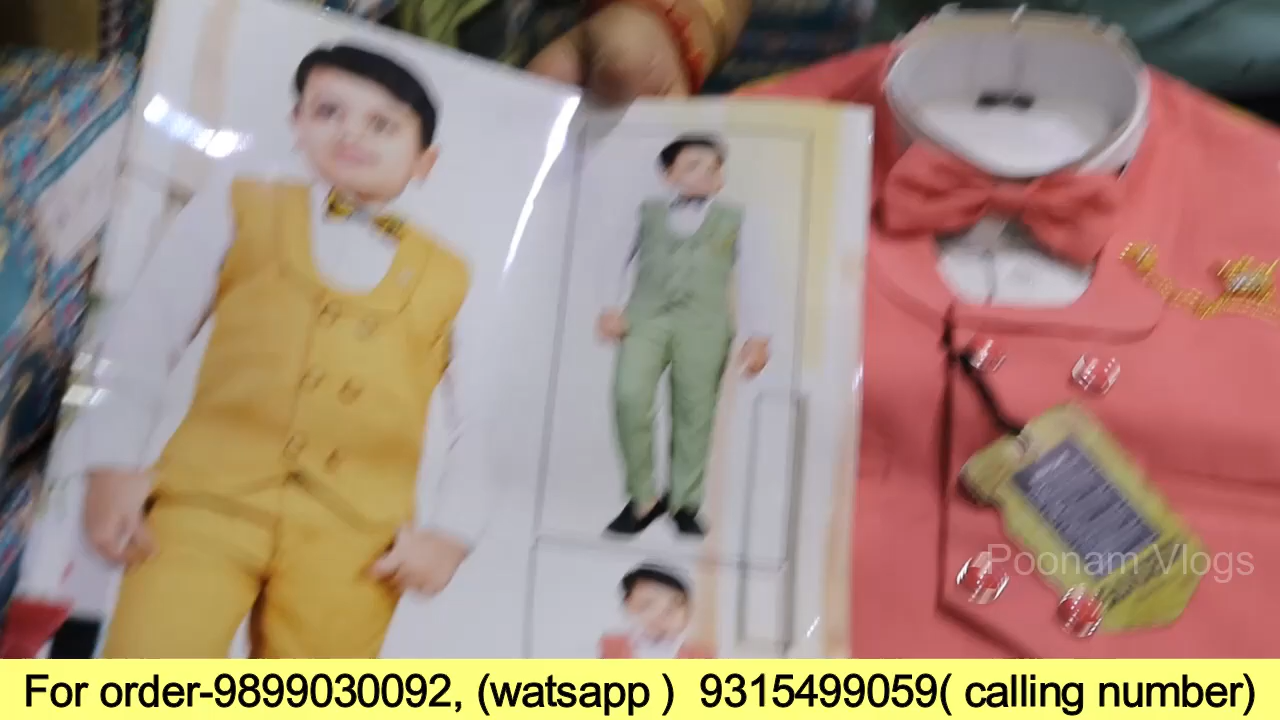 Poonam Vlogs
For order-9899030092, (watsapp ) 9315499059( calling number)